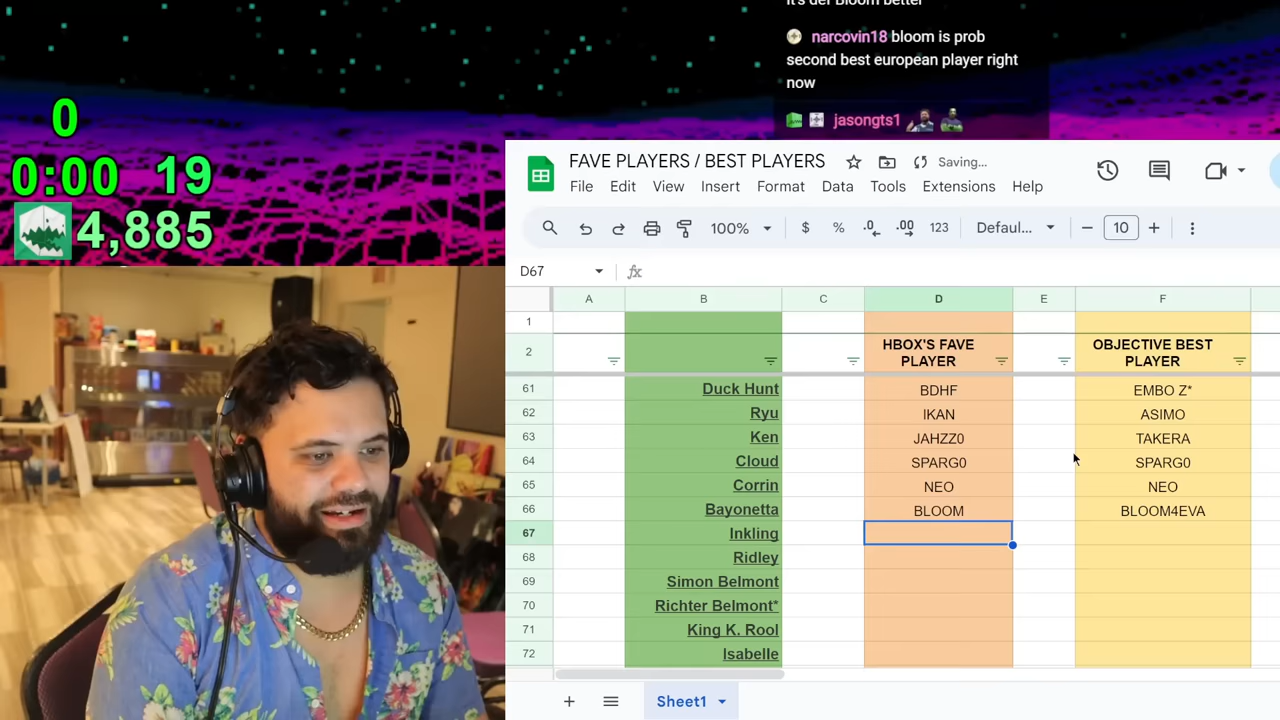 it's def Bloom better
narcovin18 bloom is prob
second best european player right
now
jasongts1
0
0:00 19
4,885
FAVE PLAYERS / BEST PLAYERS Saving...
File Edit View Insert Format Data Tools Extensions Help
100% $ % .0 .00 123 Defaul... 10
D67 fx
A B C D E F
1
2 HBOX'S FAVE PLAYER OBJECTIVE BEST PLAYER
61 Duck Hunt BDHF EMBO Z*
62 Ryu IKAN ASIMO
63 Ken JAHZZ0 TAKERA
64 Cloud SPARG0 SPARG0
65 Corrin NEO NEO
66 Bayonetta BLOOM BLOOM4EVA
67 Inkling
68 Ridley
69 Simon Belmont
70 Richter Belmont*
71 King K. Rool
72 Isabelle
Sheet1